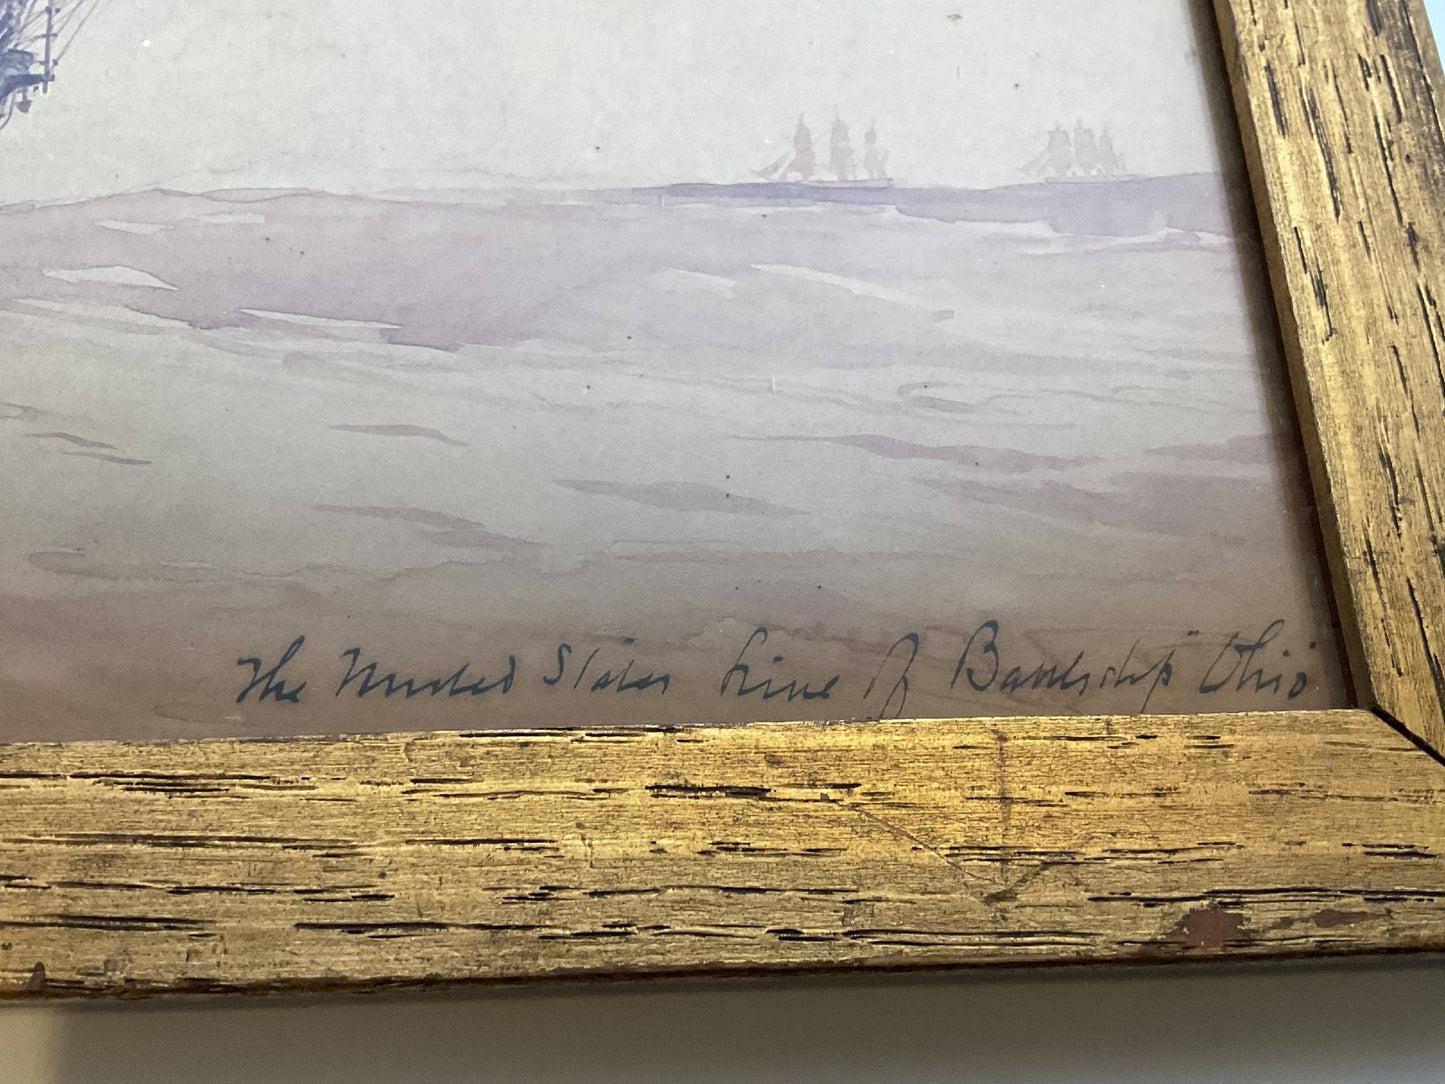 The United States Line of Battleship "Ohio